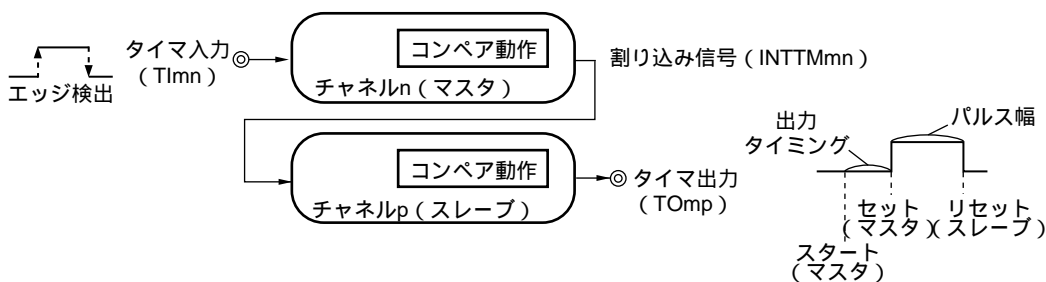 タイマ入力
（TImn）
エッジ検出
コンペア動作
チャネルn（マスタ）
割り込み信号（INTTMmn）
コンペア動作
チャネルp（スレーブ）
タイマ出力
（TOmp）
出力
タイミング
パルス幅
セット
（マスタ）
リセット
（スレーブ）
スタート
（マスタ）